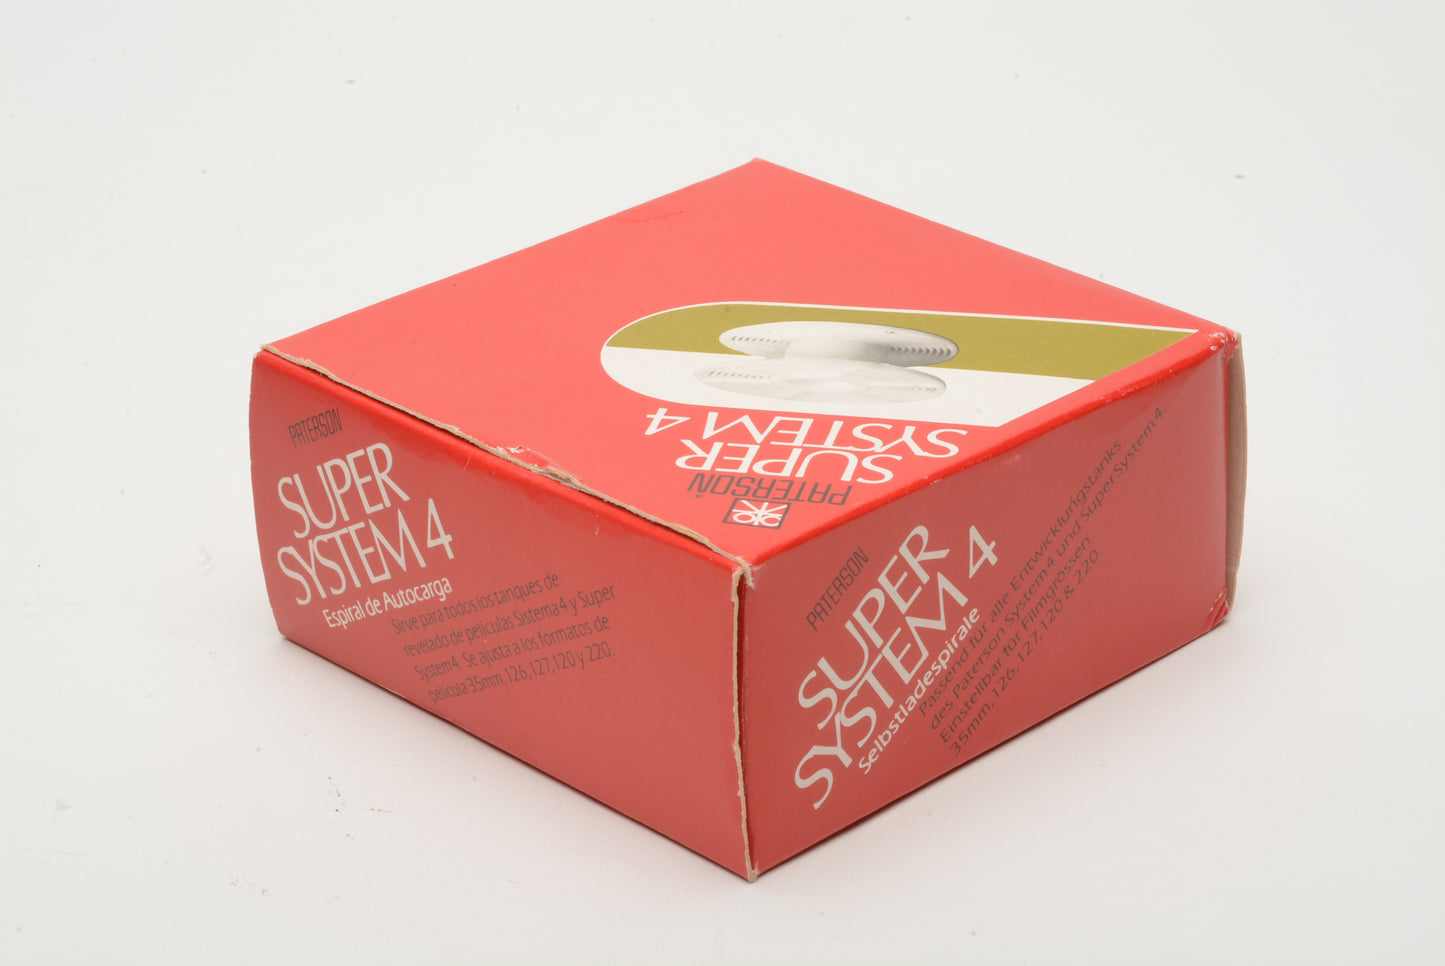 PATERSON
SUPER
SYSTEM 4
PATERSON
SUPER
SYSTEM 4
Espiral de Autocarga
Sirve para todos los tanques de
revelado de peliculas Sistema 4 y Super
System 4. Se ajusta a los formatos de
pelicula 35mm, 126, 127, 120 y 220.
PATERSON
SUPER
SYSTEM 4
Selbstladespirale
Passend für alle Entwicklungstanks
des Paterson System 4 und Super System 4.
Einstellbar für Filmgrössen
35mm, 126, 127, 120 & 220.